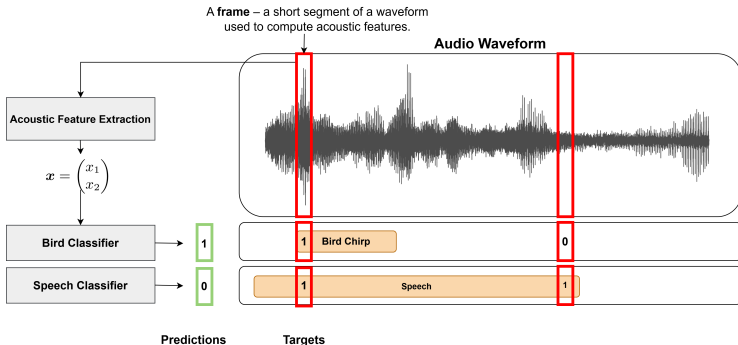 A frame – a short segment of a waveform
used to compute acoustic features.
Audio Waveform
Acoustic Feature Extraction
x = (x₁
x₂)
Bird Classifier
1
1
Bird Chirp
0
Speech Classifier
0
1
Speech
1
Predictions
Targets